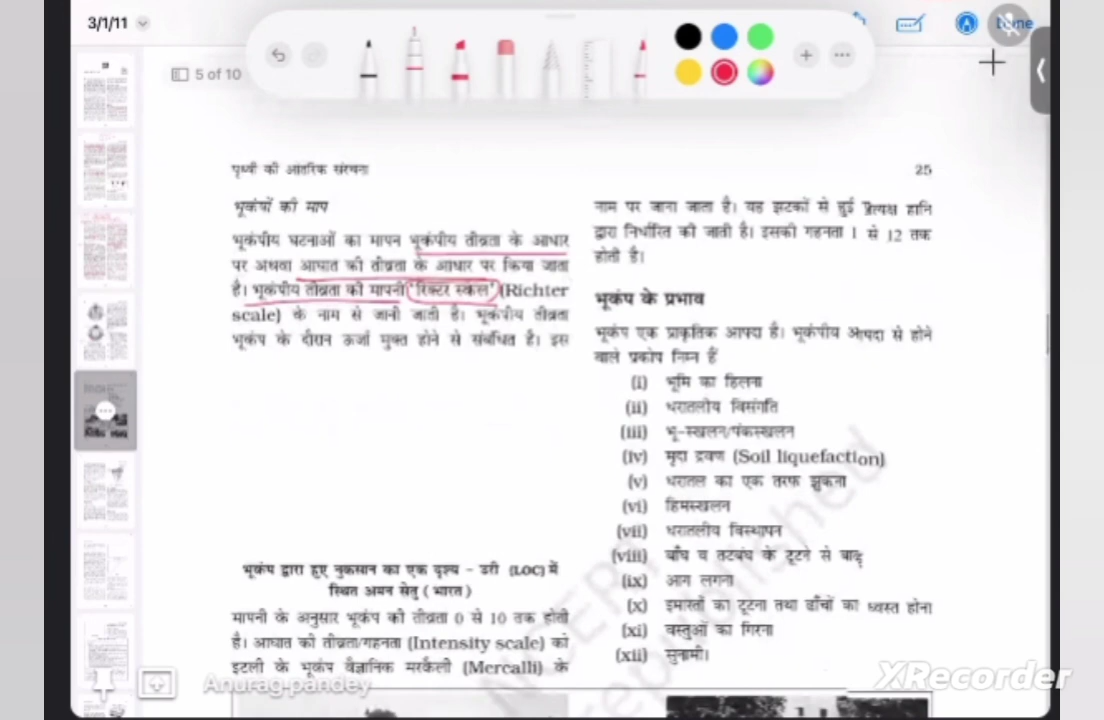 3/1/11
5 of 10
पृथ्वी की आंतरिक संरचना
25
भूकंपों की माप
भूकंपीय घटनाओं का मापन भूकंपीय तीव्रता के आधार
पर अथवा आघात की तीव्रता के आधार पर किया जाता
है। भूकंपीय तीव्रता की मापनी 'रिक्टर स्केल' (Richter
scale) के नाम से जानी जाती है। भूकंपीय तीव्रता
भूकंप के दौरान ऊर्जा मुक्त होने से संबंधित है। इस
भूकंप द्वारा हुए नुकसान का एक दृश्य - उरी (LOC) में
स्थित अमन सेतु (भारत)
मापनी के अनुसार भूकंप की तीव्रता 0 से 10 तक होती
है। आघात की तीव्रता/गहनता (Intensity scale) को
इटली के भूकंप वैज्ञानिक मरकैली (Mercalli) के
नाम पर जाना जाता है। यह झटकों से हुई प्रत्यक्ष हानि
द्वारा निर्धारित की जाती है। इसकी गहनता 1 से 12 तक
होती है।
भूकंप के प्रभाव
भूकंप एक प्राकृतिक आपदा है। भूकंपीय आपदा से होने
वाले प्रकोप निम्न हैं
(i) भूमि का हिलना
(ii) धरातलीय विसंगति
(iii) भू-स्खलन/पंकस्खलन
(iv) मृदा द्रवण (Soil liquefaction)
(v) धरातल का एक तरफ झुकना
(vi) हिमस्खलन
(vii) धरातलीय विस्थापन
(viii) बाँध व तटबंध के टूटने से बाढ़
(ix) आग लगना
(x) इमारतों का टूटना तथा ढाँचों का ध्वस्त होना
(xi) वस्तुओं का गिरना
(xii) सुनामी।
Anurag pandey
XRecorder